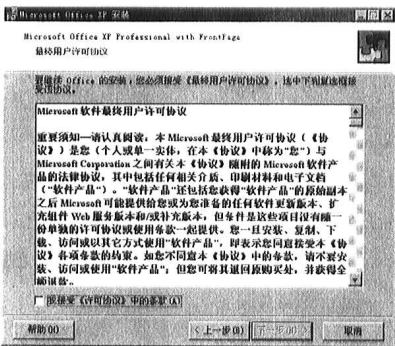 Microsoft Office XP 安装
Microsoft Office XP Professional with FrontPage
最终用户许可协议
要继续 Office 的安装，您必须接受《最终用户许可协议》。选中下列复选框接
受该协议。
Microsoft 软件最终用户许可协议
重要须知—请认真阅读：本 Microsoft 最终用户许可协议（《协
议》）是您（个人或单一实体，在本《协议》中称为“您”）与
Microsoft Corporation 之间有关本《协议》随附的 Microsoft 软件产
品的法律协议，其中包括任何相关介质、印刷材料和电子文档
（“软件产品”）。“软件产品”还包括您获得“软件产品”的原始副本
之后 Microsoft 可能提供给您或为您准备的任何软件更新版本、扩
充组件 Web 服务版本和/或补充版本，但条件是这些项目没有随一
份单独的许可协议或使用条款一起提供。您一旦安装、复制、下
载、访问或以其它方式使用“软件产品”，即表示您同意接受本《协
议》各项条款的约束。如您不同意本《协议》中的条款，请不要安
装、访问或使用“软件产品”；但您可将其退回原购买处，并获得全
额退款。
我接受《许可协议》中的条款(A)
帮助(H)
< 上一步(B)
下一步(N) >
取消